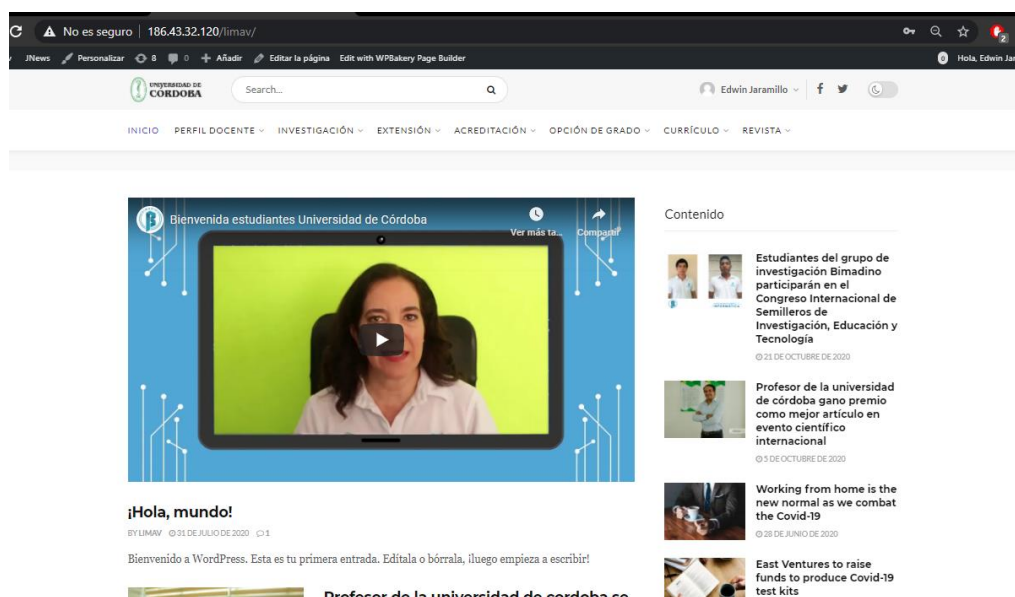 No es seguro 186.43.32.120/limav/
JNews Personalizar 8 0 Añadir Editar la página Edit with WPBakery Page Builder
Hola, Edwin Jar
UNIVERSIDAD DE
CÓRDOBA
Search...
Edwin Jaramillo
INICIO PERFIL DOCENTE INVESTIGACIÓN EXTENSIÓN ACREDITACIÓN OPCIÓN DE GRADO CURRÍCULO REVISTA
Bienvenida estudiantes Universidad de Córdoba
Ver más ta...
Compartir
¡Hola, mundo!
BY LIMAV 31 DE JULIO DE 2020 1
Bienvenido a WordPress. Esta es tu primera entrada. Edítala o bórrala, ¡luego empieza a escribir!
Profesor de la universidad de cordoba se
Contenido
Estudiantes del grupo de
investigación Bimadino
participarán en el
Congreso Internacional de
Semilleros de
Investigación, Educación y
Tecnología
21 DE OCTUBRE DE 2020
Profesor de la universidad
de córdoba gano premio
como mejor artículo en
evento científico
internacional
5 DE OCTUBRE DE 2020
Working from home is the
new normal as we combat
the Covid-19
28 DE JUNIO DE 2020
East Ventures to raise
funds to produce Covid-19
test kits